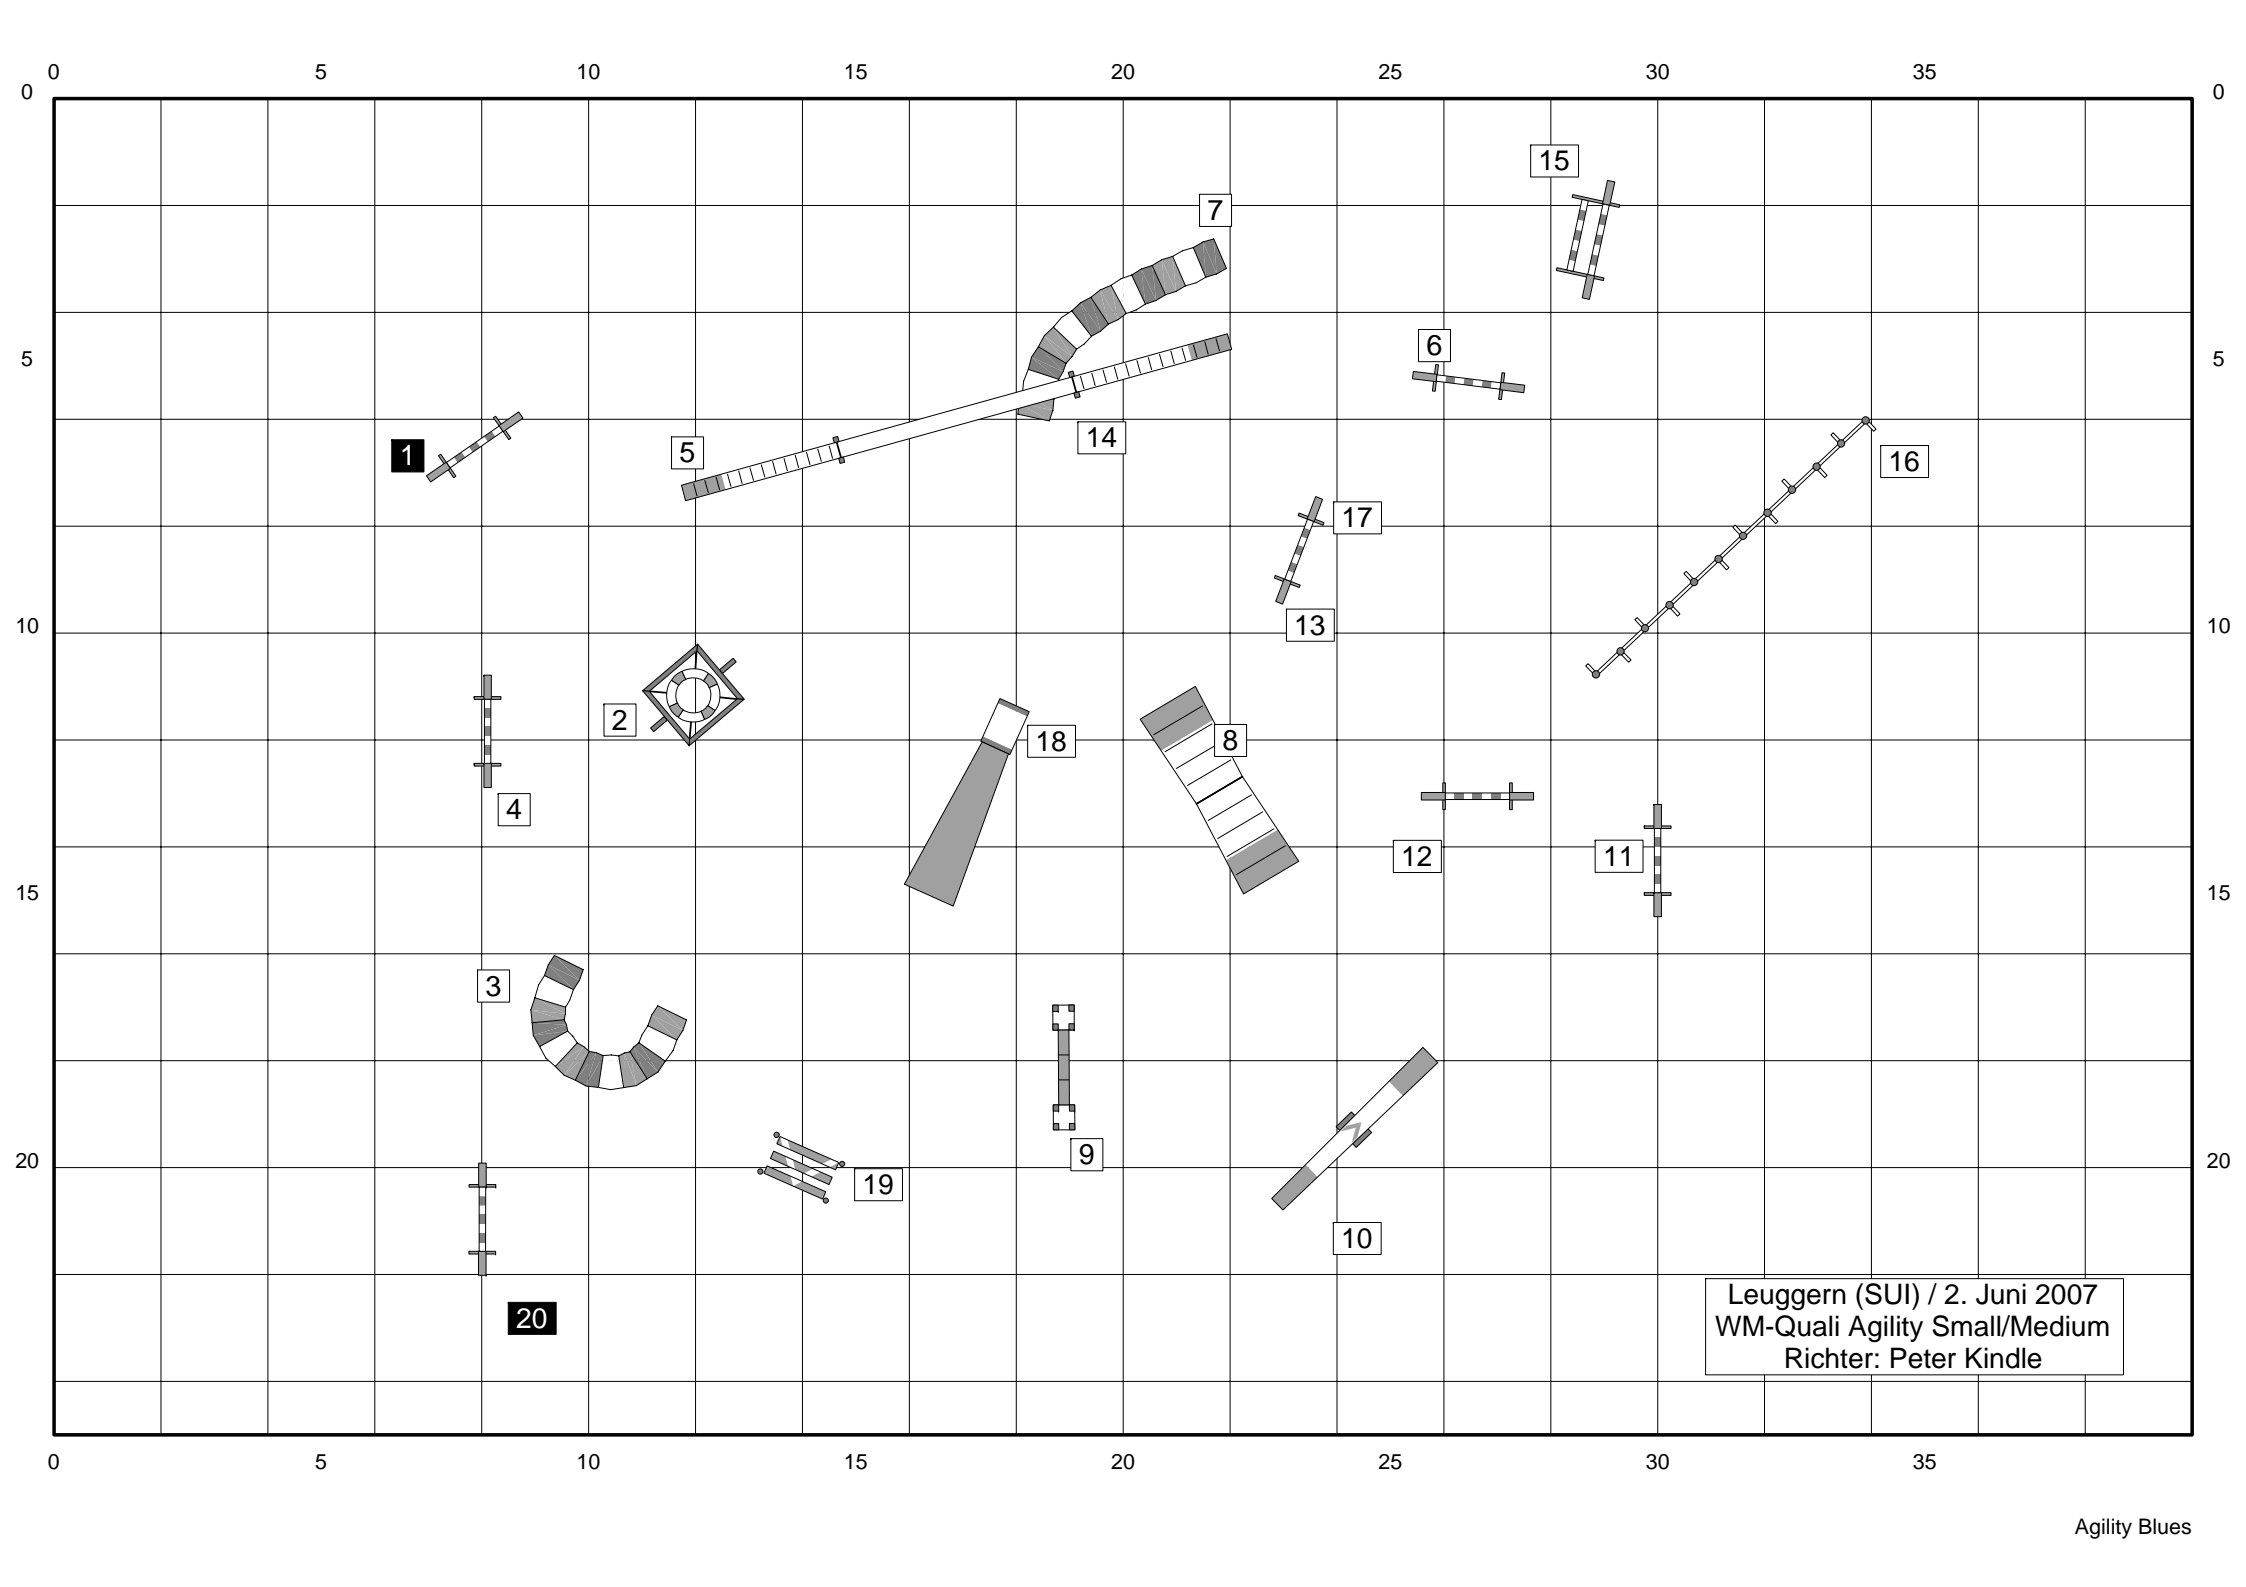 0 5 10 15 20 25 30 35
0 0
15
7
5 6 5
1 5 14 16
17
10 13 10
2 18 8
4
12 11
15 3 15
9
20 19 20
10
20
Leuggern (SUI) / 2. Juni 2007
WM-Quali Agility Small/Medium
Richter: Peter Kindle
0 5 10 15 20 25 30 35
Agility Blues